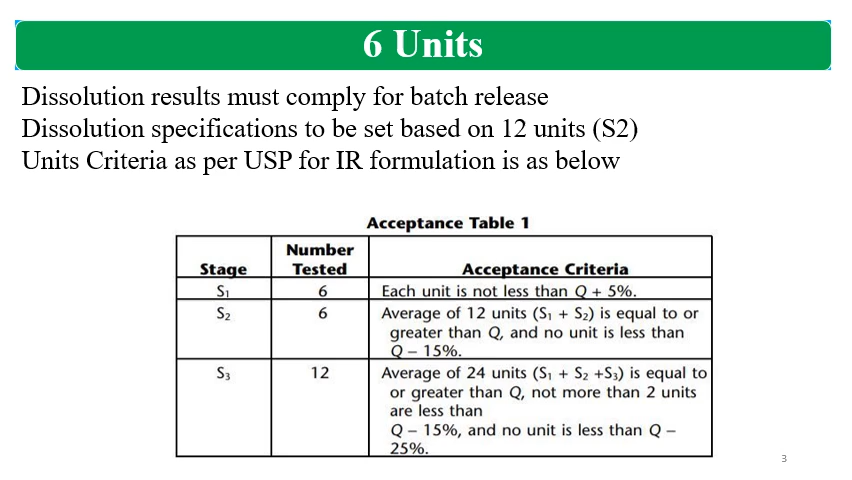 6 Units
Dissolution results must comply for batch release
Dissolution specifications to be set based on 12 units (S2)
Units Criteria as per USP for IR formulation is as below
Acceptance Table 1
Stage
Number
Tested
Acceptance Criteria
S₁
6
Each unit is not less than Q + 5%.
S₂
6
Average of 12 units (S₁ + S₂) is equal to or
greater than Q, and no unit is less than
Q – 15%.
S₃
12
Average of 24 units (S₁ + S₂ +S₃) is equal to
or greater than Q, not more than 2 units
are less than
Q – 15%, and no unit is less than Q –
25%.
3